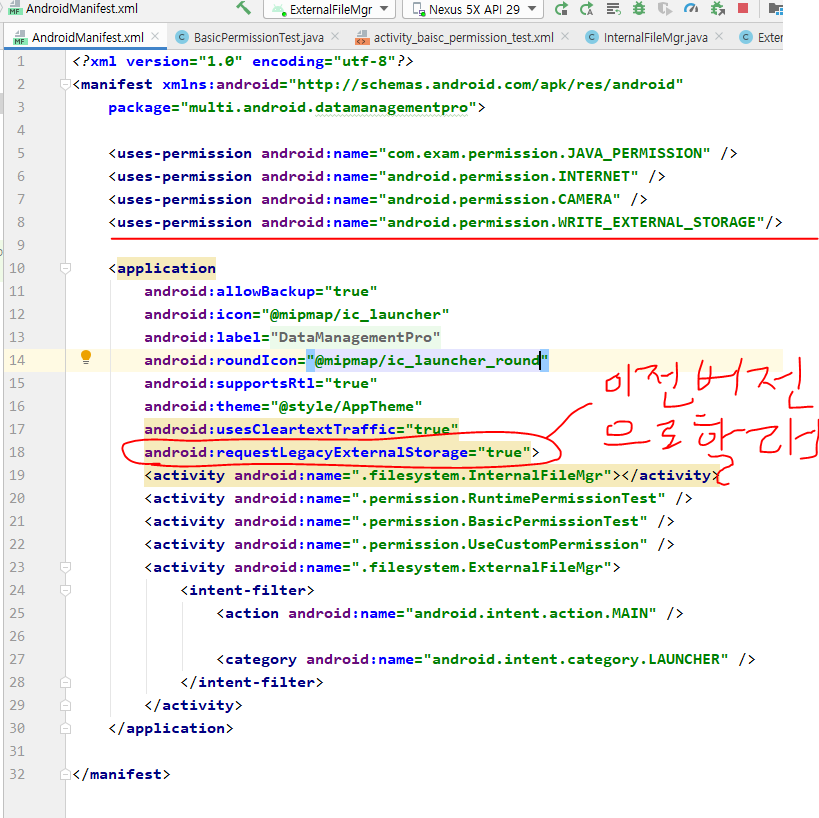 AndroidManifest.xml ExternalFileMgr Nexus 5X API 29
AndroidManifest.xml BasicPermissionTest.java activity_baisc_permission_test.xml InternalFileMgr.java Exter
1 <?xml version="1.0" encoding="utf-8"?>
2 <manifest xmlns:android="http://schemas.android.com/apk/res/android"
3 package="multi.android.datamanagementpro">
4
5 <uses-permission android:name="com.exam.permission.JAVA_PERMISSION" />
6 <uses-permission android:name="android.permission.INTERNET" />
7 <uses-permission android:name="android.permission.CAMERA" />
8 <uses-permission android:name="android.permission.WRITE_EXTERNAL_STORAGE"/>
9
10 <application
11 android:allowBackup="true"
12 android:icon="@mipmap/ic_launcher"
13 android:label="DataManagementPro"
14 android:roundIcon="@mipmap/ic_launcher_round"
15 android:supportsRtl="true"
16 android:theme="@style/AppTheme"
17 android:usesCleartextTraffic="true"
18 android:requestLegacyExternalStorage="true">
이전버전
으로할려
19 <activity android:name=".filesystem.InternalFileMgr"></activity>
20 <activity android:name=".permission.RuntimePermissionTest" />
21 <activity android:name=".permission.BasicPermissionTest" />
22 <activity android:name=".permission.UseCustomPermission" />
23 <activity android:name=".filesystem.ExternalFileMgr">
24 <intent-filter>
25 <action android:name="android.intent.action.MAIN" />
26
27 <category android:name="android.intent.category.LAUNCHER" />
28 </intent-filter>
29 </activity>
30 </application>
31
32 </manifest>